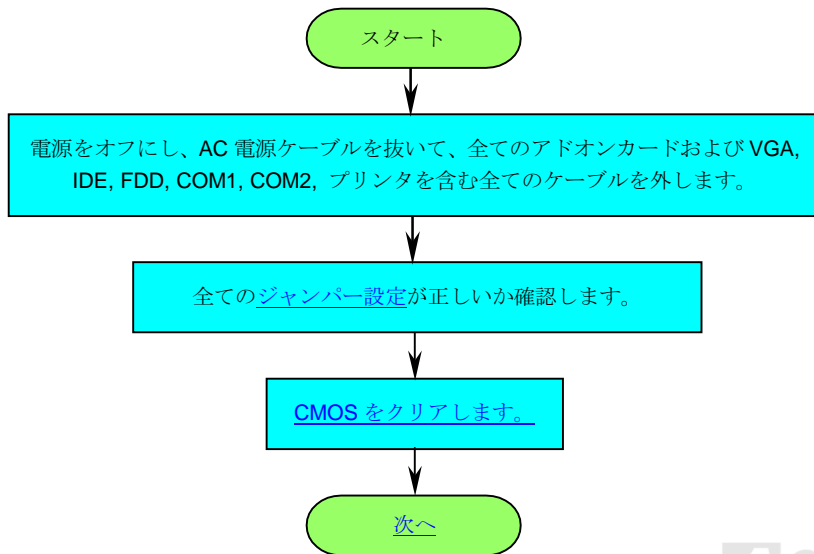 スタート
電源をオフにし、AC 電源ケーブルを抜いて、全てのアドオンカードおよび VGA,
IDE, FDD, COM1, COM2, プリンタを含む全てのケーブルを外します。
全てのジャンパー設定が正しいか確認します。
CMOS をクリアします。
次へ